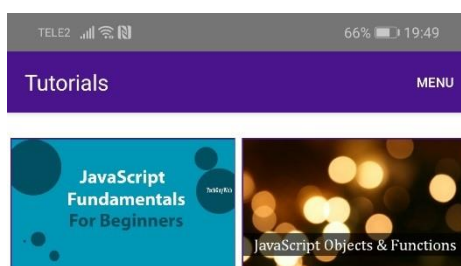 TELE2 66% 19:49
Tutorials MENU
JavaScript
Fundamentals
For Beginners
JavaScript Objects & Functions